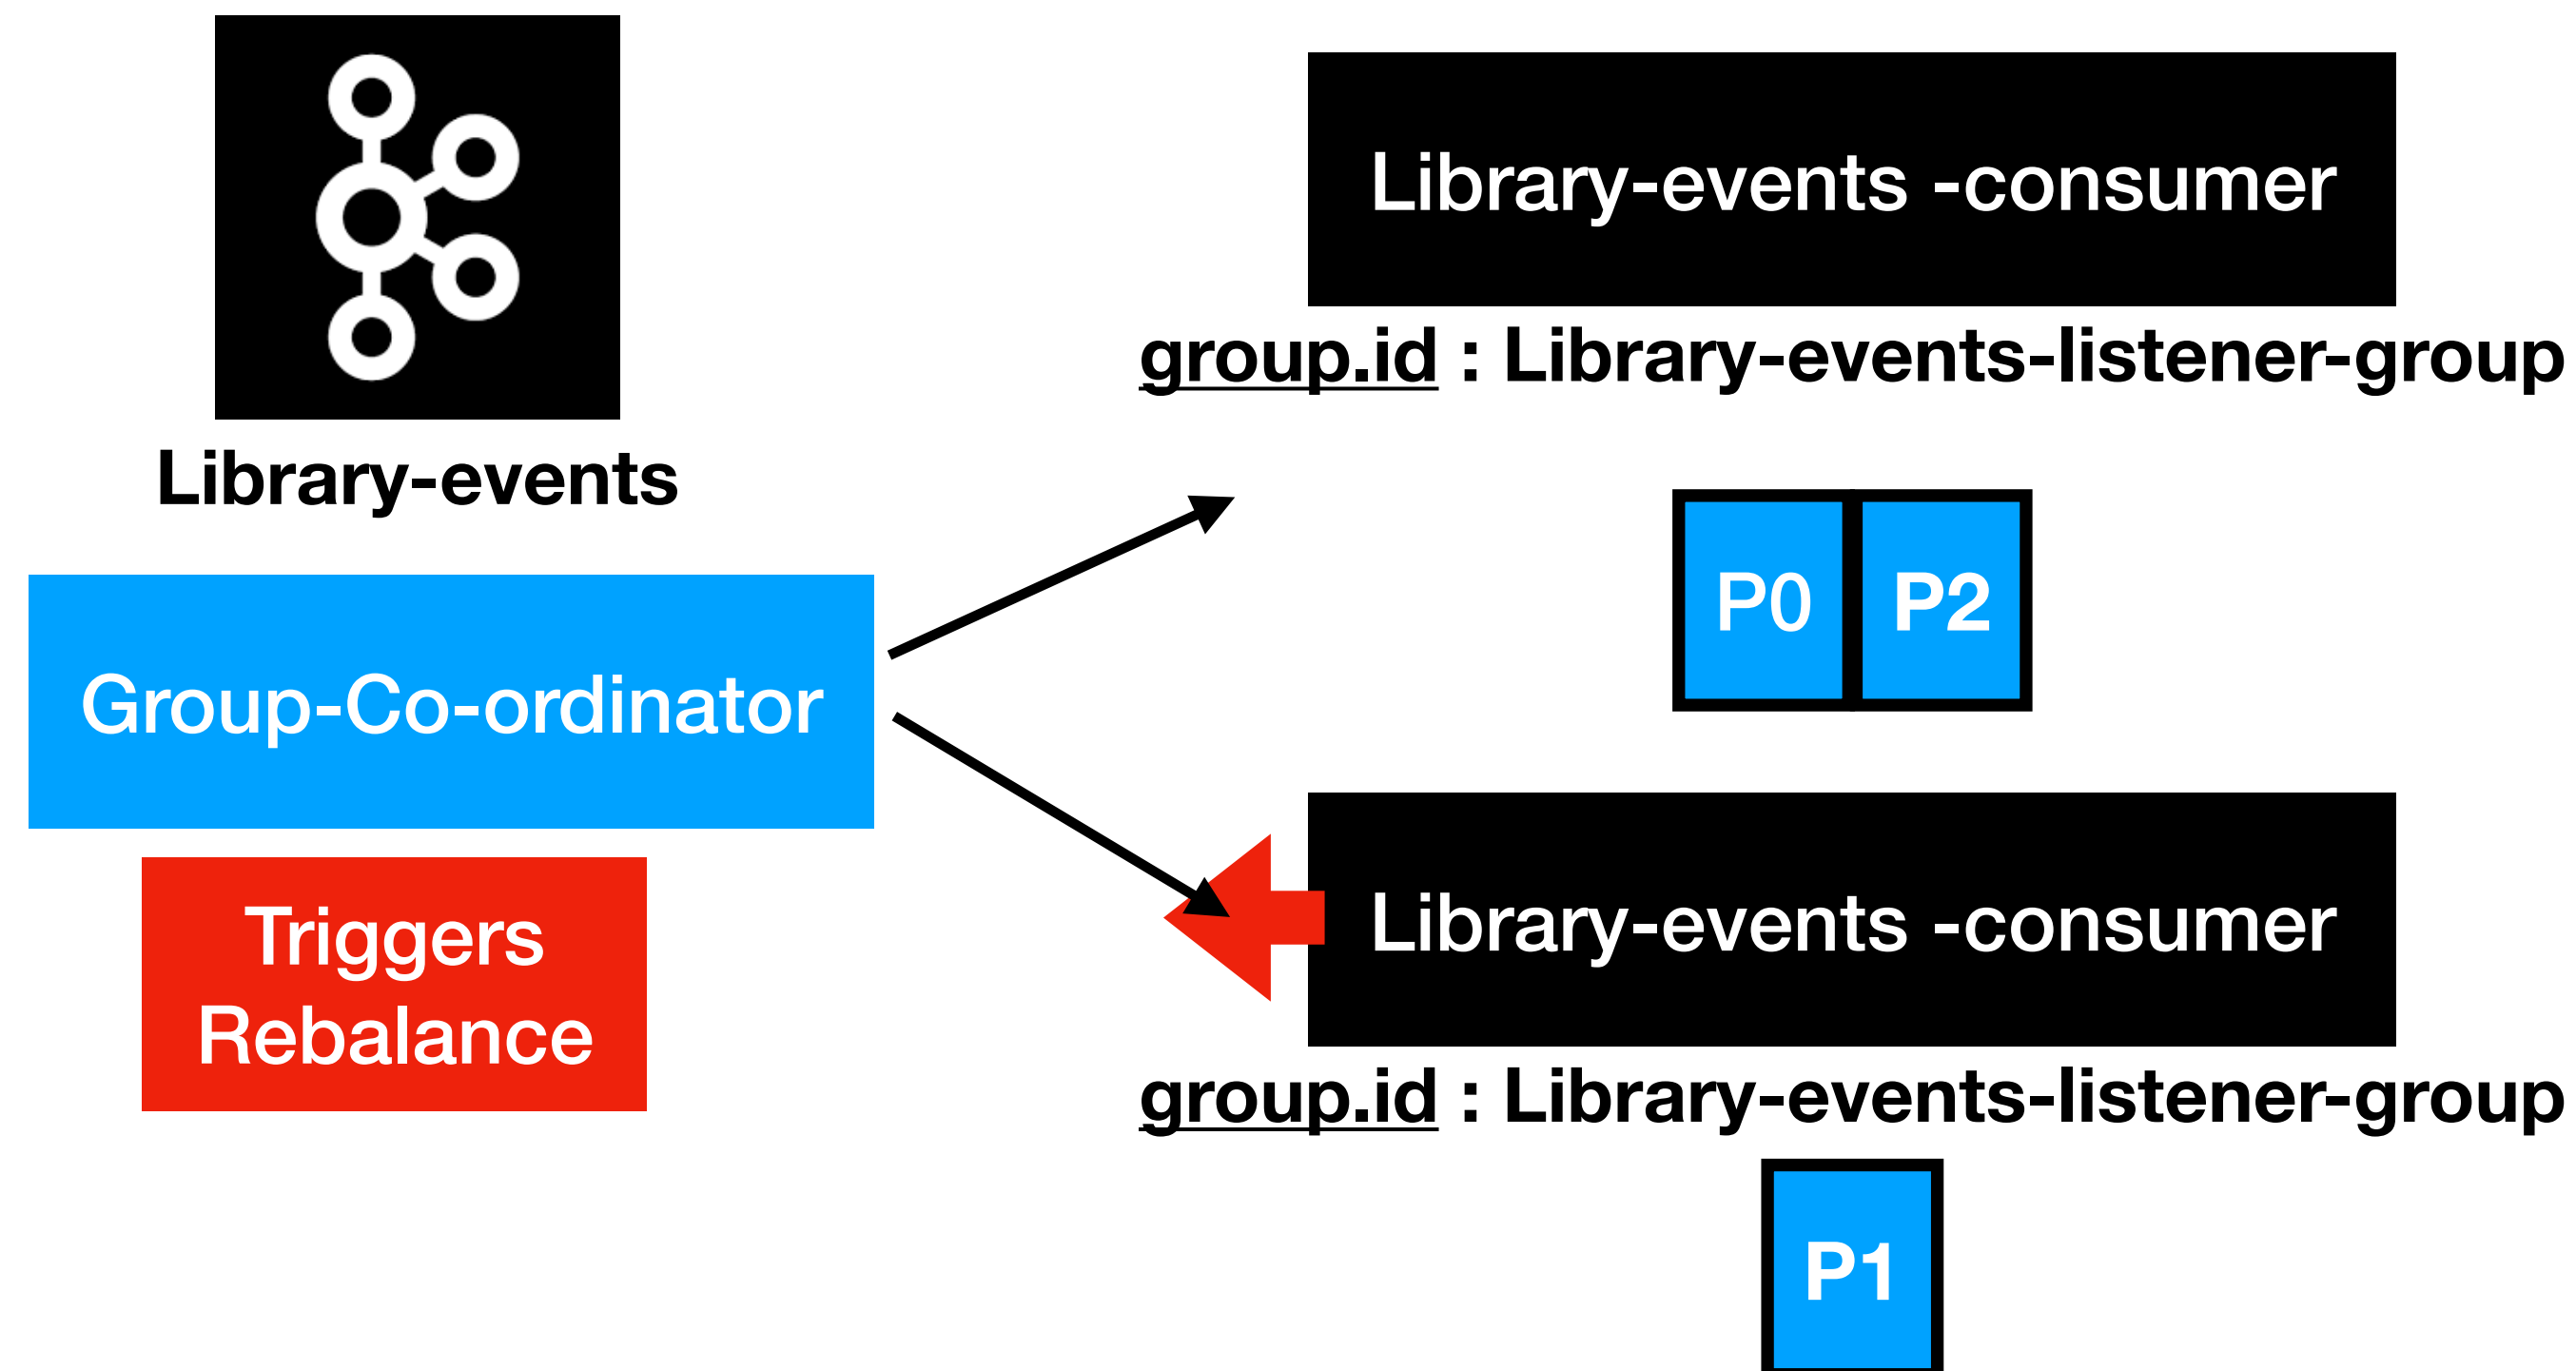 Library-events
Group-Co-ordinator
Triggers
Rebalance
Library-events -consumer
group.id : Library-events-listener-group
P0 P2
Library-events -consumer
group.id : Library-events-listener-group
P1